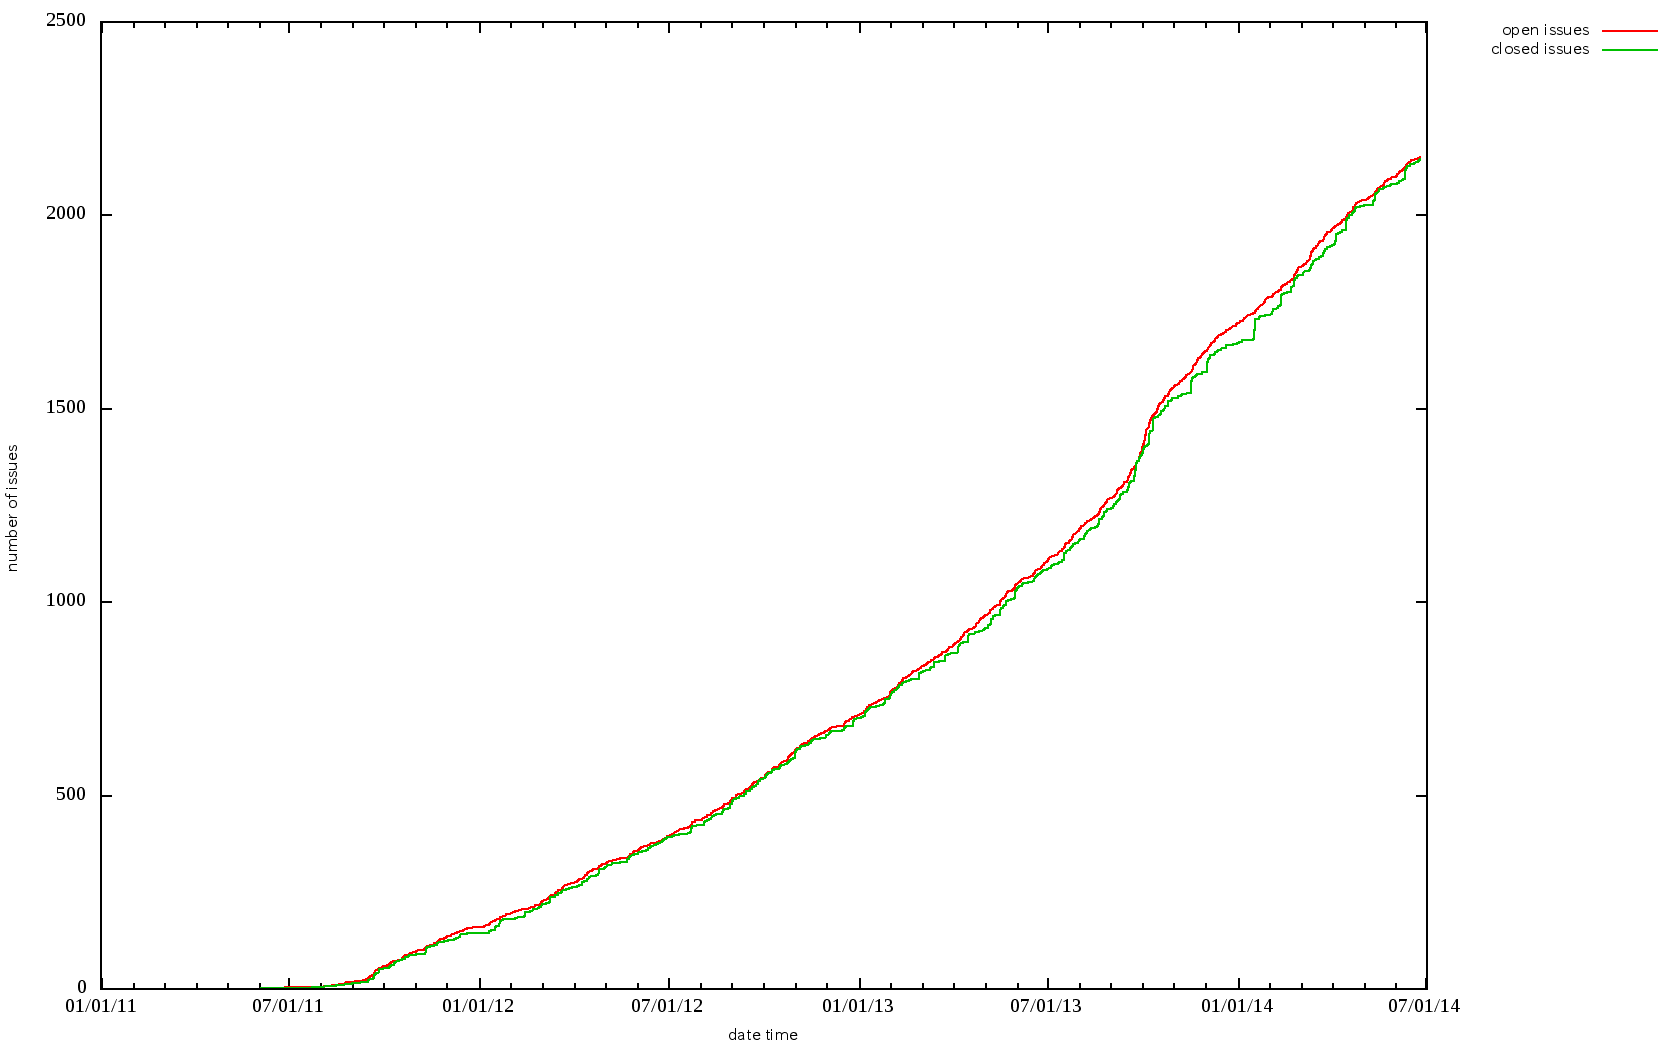 2500
2000
1500
1000
500
0
number of issues
01/01/11 07/01/11 01/01/12 07/01/12 01/01/13 07/01/13 01/01/14 07/01/14
date time
open issues
closed issues